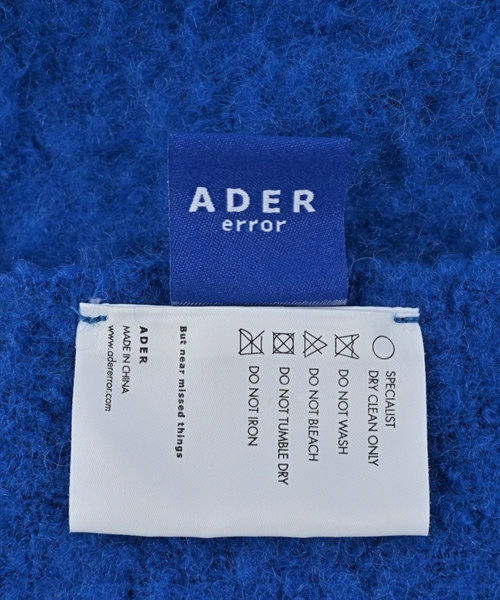 ADER
error
SPECIALIST
DRY CLEAN ONLY
DO NOT WASH
DO NOT BLEACH
DO NOT TUMBLE DRY
DO NOT IRON
But near missed things
ADER
MADE IN CHINA
www.adererror.com